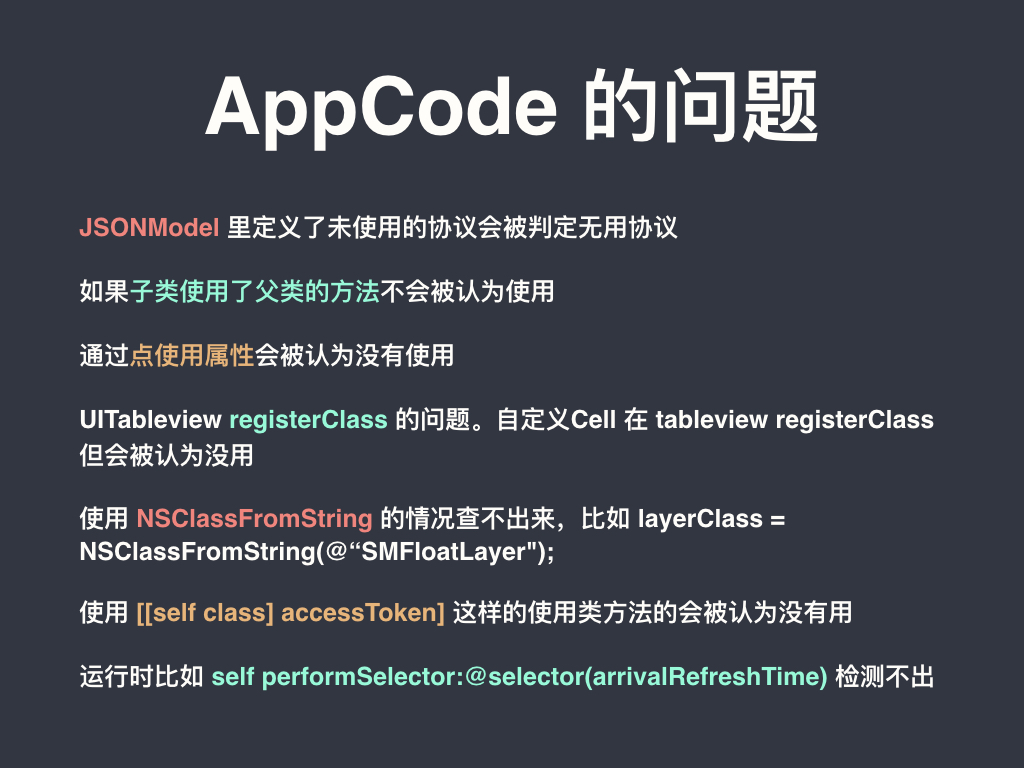 AppCode 的问题
JSONModel 里定义了未使用的协议会被判定无用协议
如果子类使用了父类的方法不会被认为使用
通过点使用属性会被认为没有使用
UITableview registerClass 的问题。自定义Cell 在 tableview registerClass
但会被认为没用
使用 NSClassFromString 的情况查不出来，比如 layerClass =
NSClassFromString(@“SMFloatLayer");
使用 [[self class] accessToken] 这样的使用类方法的会被认为没有用
运行时比如 self performSelector:@selector(arrivalRefreshTime) 检测不出